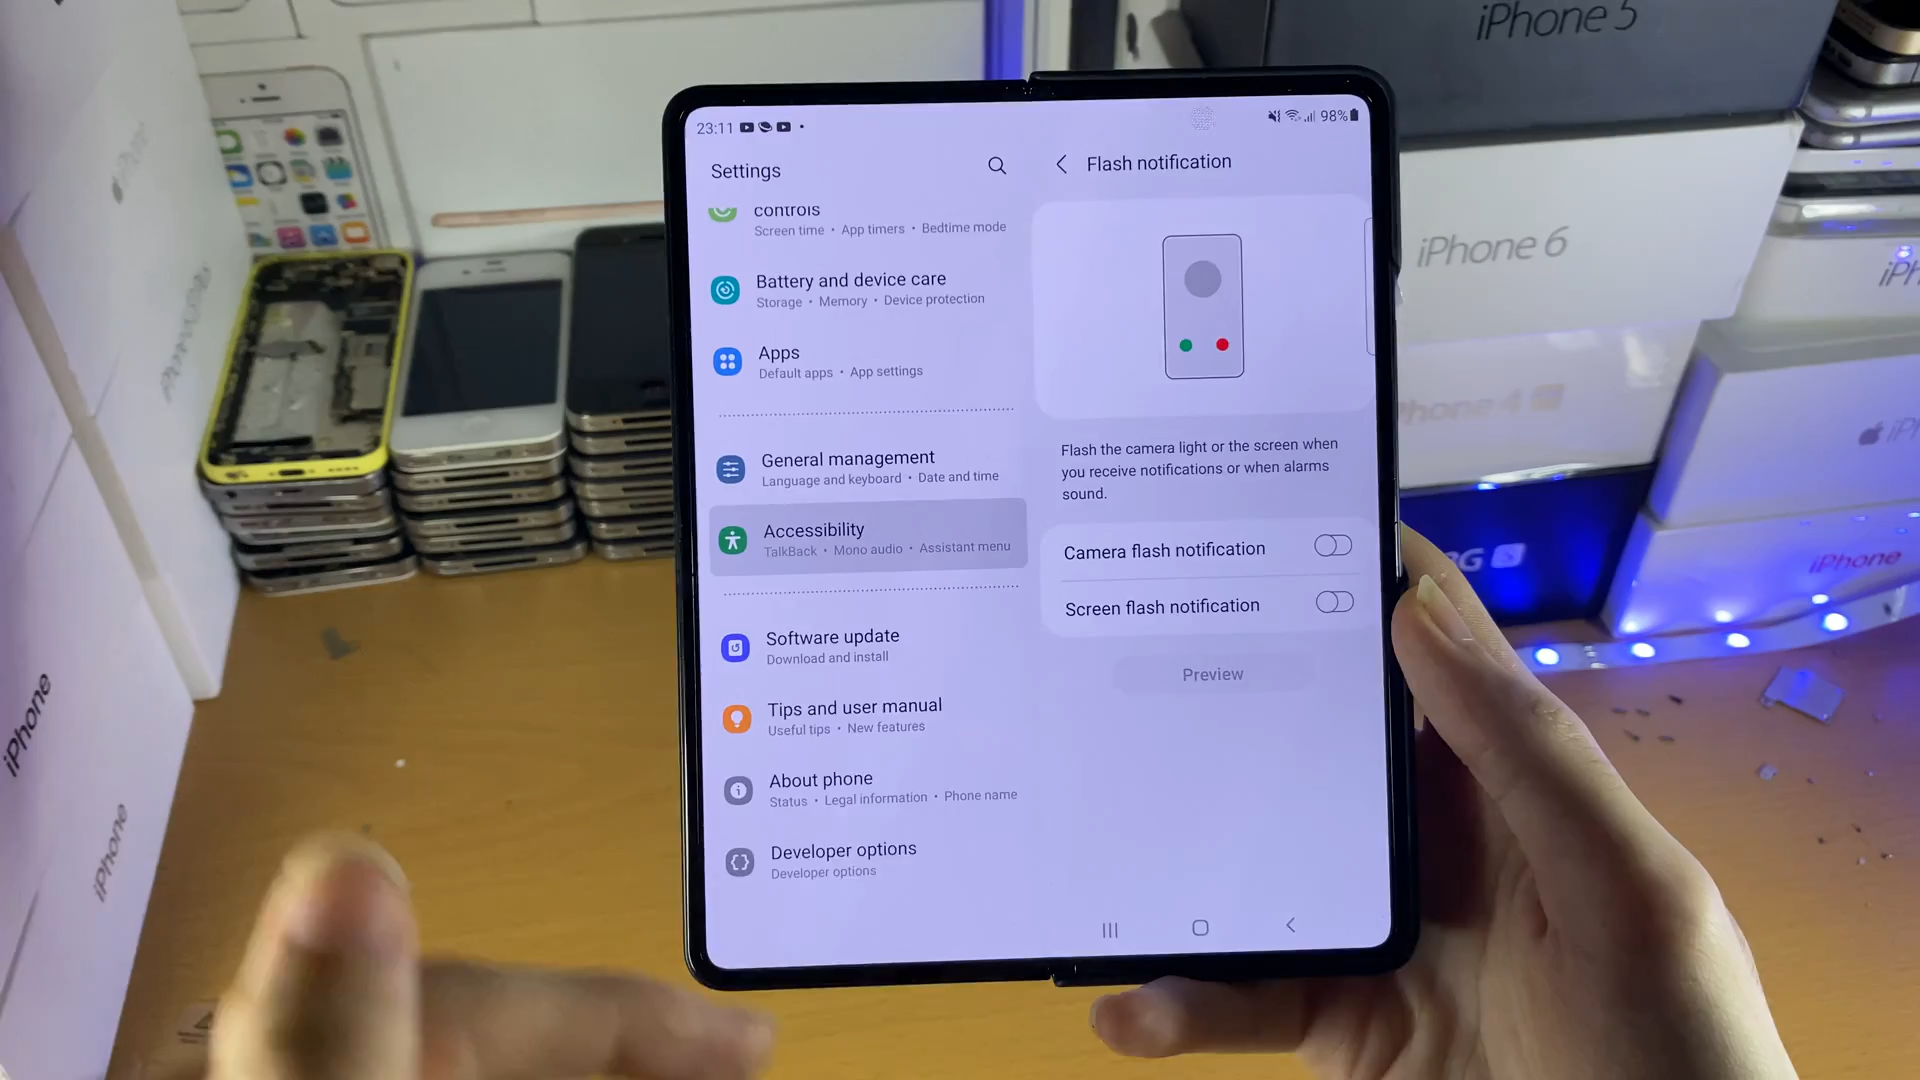 iPhone 5
iPhone 6
iPhone
iPhone
iPhone
23:11
98%
Settings
controls
Screen time • App timers • Bedtime mode
Battery and device care
Storage • Memory • Device protection
Apps
Default apps • App settings
General management
Language and keyboard • Date and time
Accessibility
TalkBack • Mono audio • Assistant menu
Software update
Download and install
Tips and user manual
Useful tips • New features
About phone
Status • Legal information • Phone name
Developer options
Developer options
Flash notification
Flash the camera light or the screen when
you receive notifications or when alarms
sound.
Camera flash notification
Screen flash notification
Preview